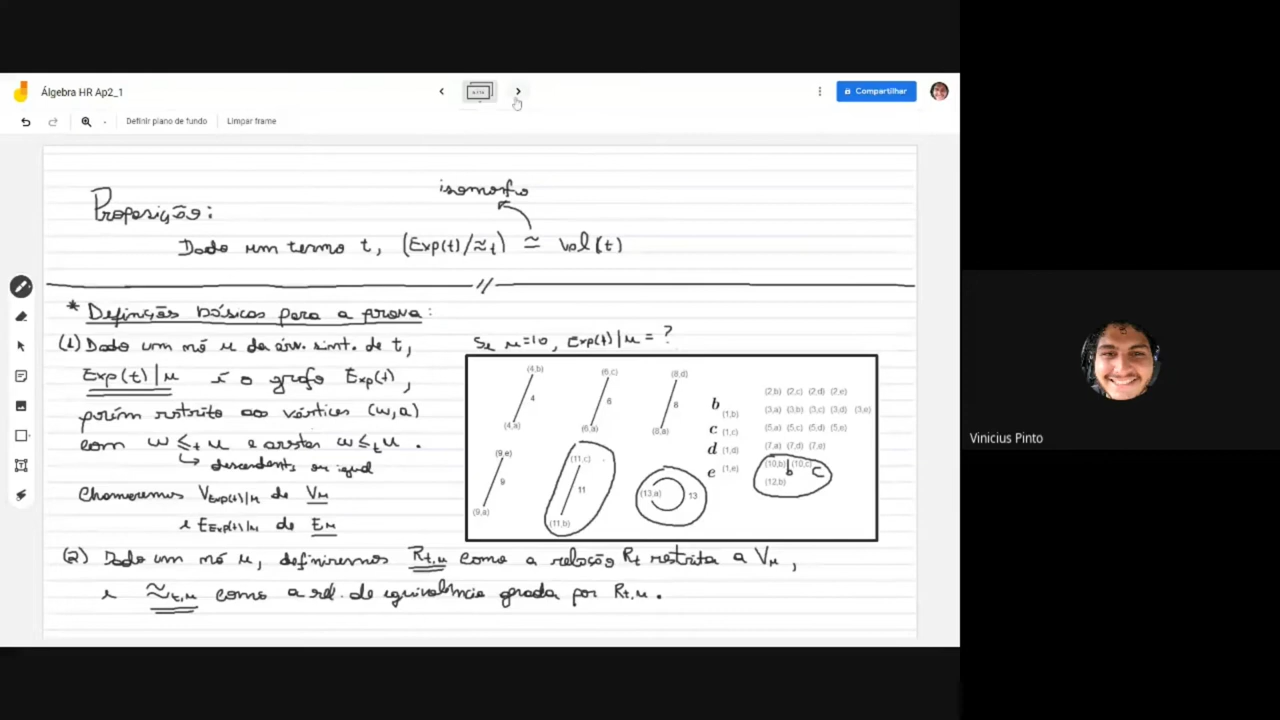 Álgebra HR Ap2_1
Compartilhar
Definir plano de fundo
Limpar frame
isomorfo
Proposição:
Dado um termo t, (Exp(t)/≈t) ≃ val(t)
* Definições básicas para a prova:
(1) Dado um nó u da árv. sint. de t,
Exp(t)|u é o grafo Exp(t),
porém restrito aos vértices (w,a)
com w ≤t u e arestas w ≤t u.
↳ descendente ou igual
Chamaremos V_Exp(t)|u de Vu
e E_Exp(t)|u de Eu
Se u=10, Exp(t)|u = ?
(4,b) (6,c) (8,d)
4 6 8
(4,a) (6,a) (8,a)
b (1,b)
c (1,c)
d (1,d)
e (1,e)
(2,b) (2,c) (2,d) (2,e)
(3,a) (3,b) (3,c) (3,d) (3,e)
(5,a) (5,c) (5,d) (5,e)
(7,a) (7,d) (7,e)
(10,b) (10,c)
b c
(12,b)
(9,e) (11,c) (13,a) 13
9 11
(9,a) (11,b)
(2) Dado um nó u, definiremos Rt,u como a relação Rt restrita a Vu,
e ≈t,u como a rel. de equivalência gerada por Rt,u.
Vinicius Pinto